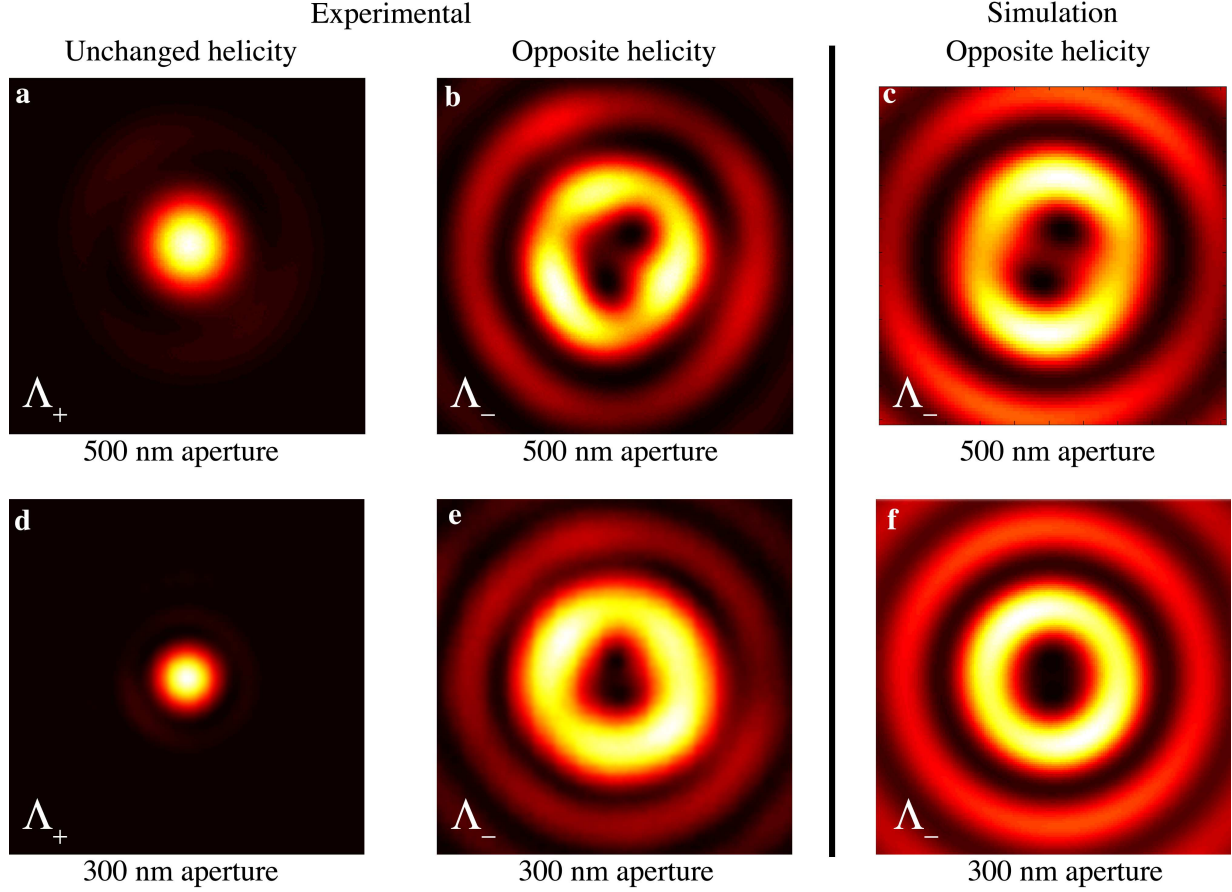 Experimental
Simulation
Unchanged helicity
Opposite helicity
Opposite helicity
a
b
c
Λ+
Λ−
Λ−
500 nm aperture
500 nm aperture
500 nm aperture
d
e
f
Λ+
Λ−
Λ−
300 nm aperture
300 nm aperture
300 nm aperture